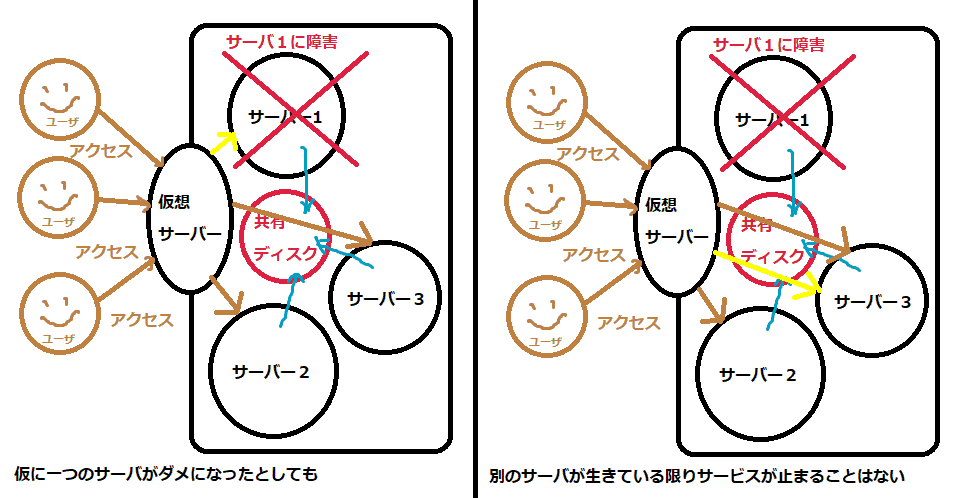 サーバ１に障害
サーバー1
ユーザ
アクセス
ユーザ
仮想
サーバー
共有
ディスク
アクセス
サーバー３
アクセス
ユーザ
サーバー２
仮に一つのサーバがダメになったとしても
サーバ１に障害
サーバー1
ユーザ
アクセス
ユーザ
仮想
サーバー
共有
ディスク
アクセス
サーバー３
アクセス
ユーザ
サーバー２
別のサーバが生きている限りサービスが止まることはない